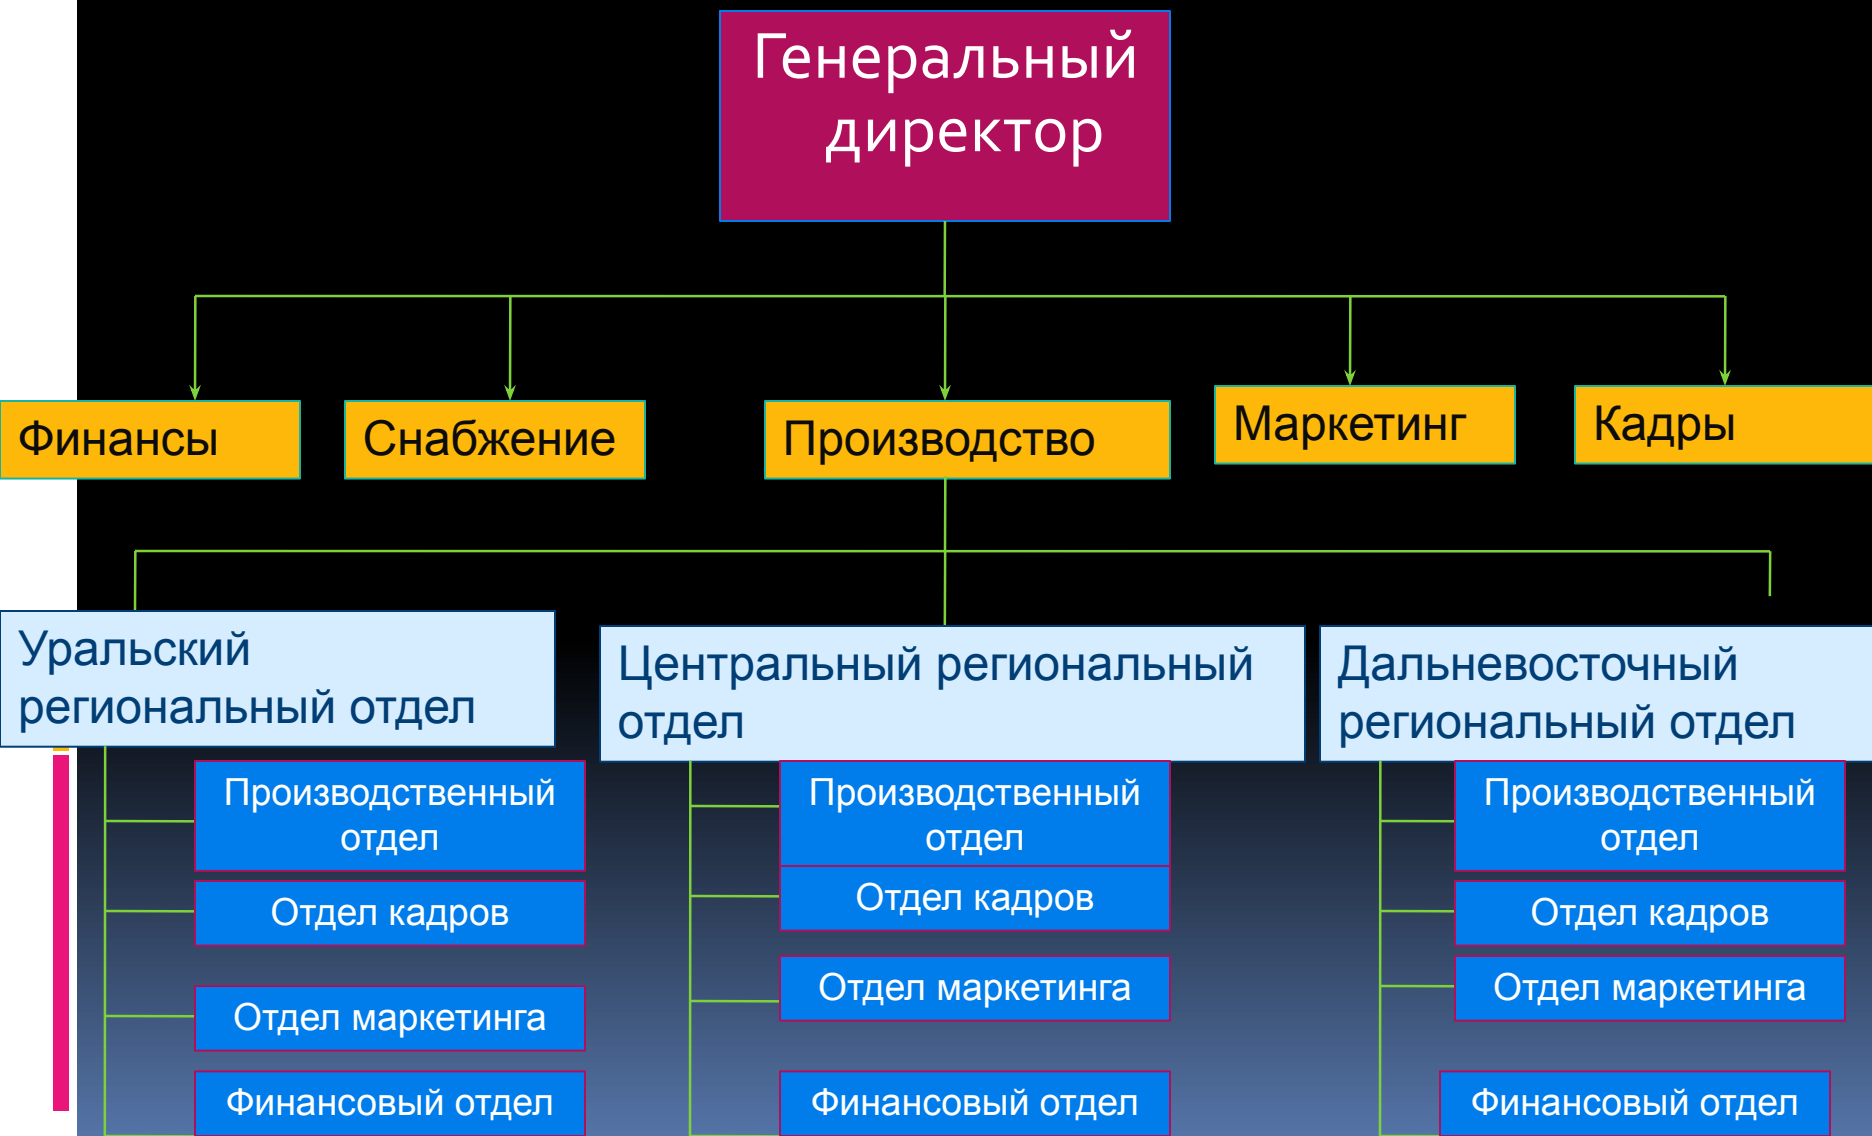 Генеральный
директор
Финансы
Снабжение
Производство
Маркетинг
Кадры
Уральский
региональный отдел
Центральный региональный
отдел
Дальневосточный
региональный отдел
Производственный
отдел
Отдел кадров
Отдел маркетинга
Финансовый отдел
Производственный
отдел
Отдел кадров
Отдел маркетинга
Финансовый отдел
Производственный
отдел
Отдел кадров
Отдел маркетинга
Финансовый отдел